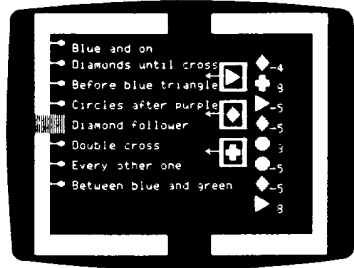 Blue and on
Diamonds until cross
Before blue triangle
Circles after purple
Diamond follower
Double cross
Every other one
Between blue and green
-4
3
-5
-5
3
-5
-5
8